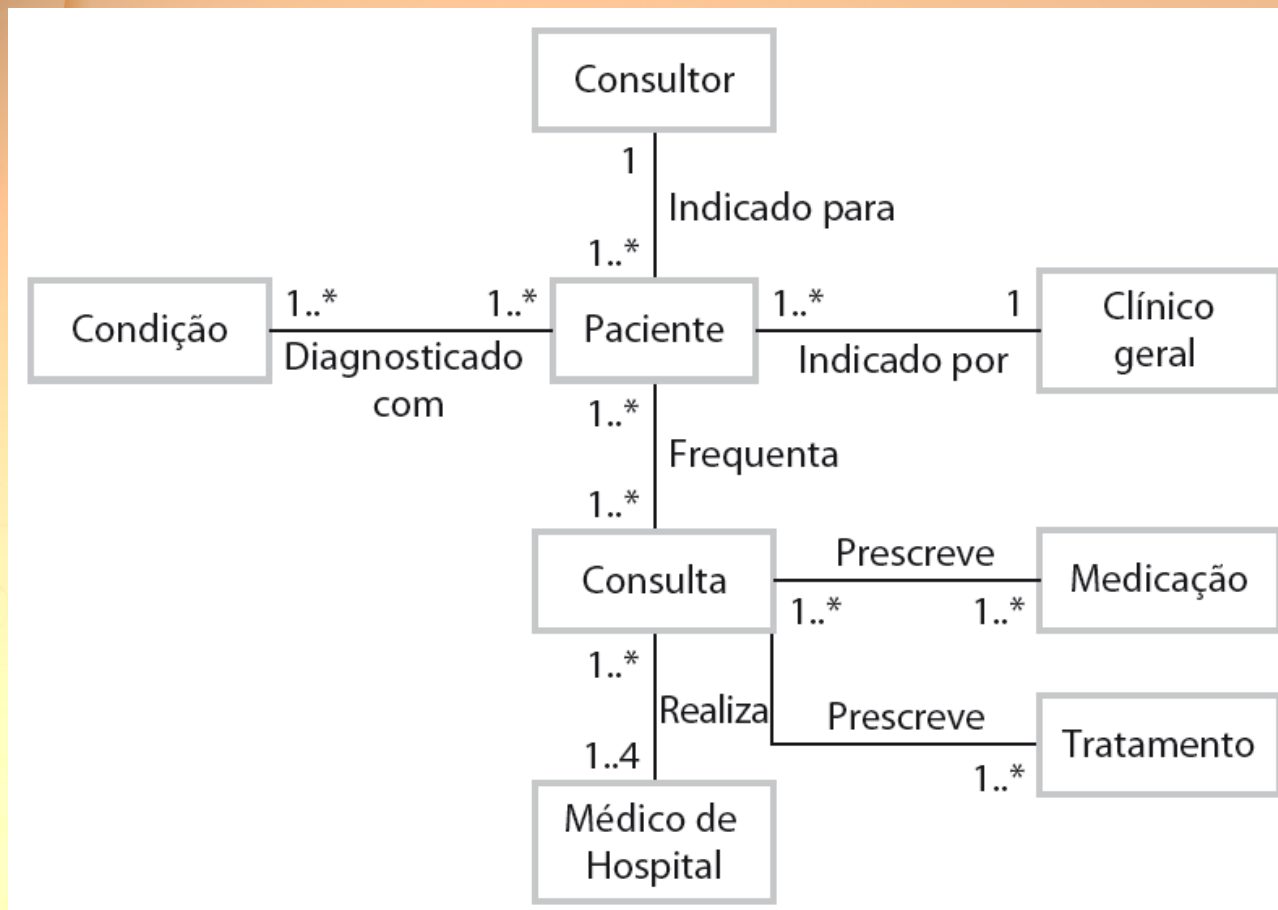 Consultor
1
Indicado para
1..*
Condição
1..*
1..*
Diagnosticado
com
Paciente
1..*
1
Indicado por
Clínico
geral
1..*
Frequenta
1..*
Consulta
Prescreve
1..*
1..*
Medicação
1..*
Realiza
1..4
Prescreve
1..*
Tratamento
Médico de
Hospital